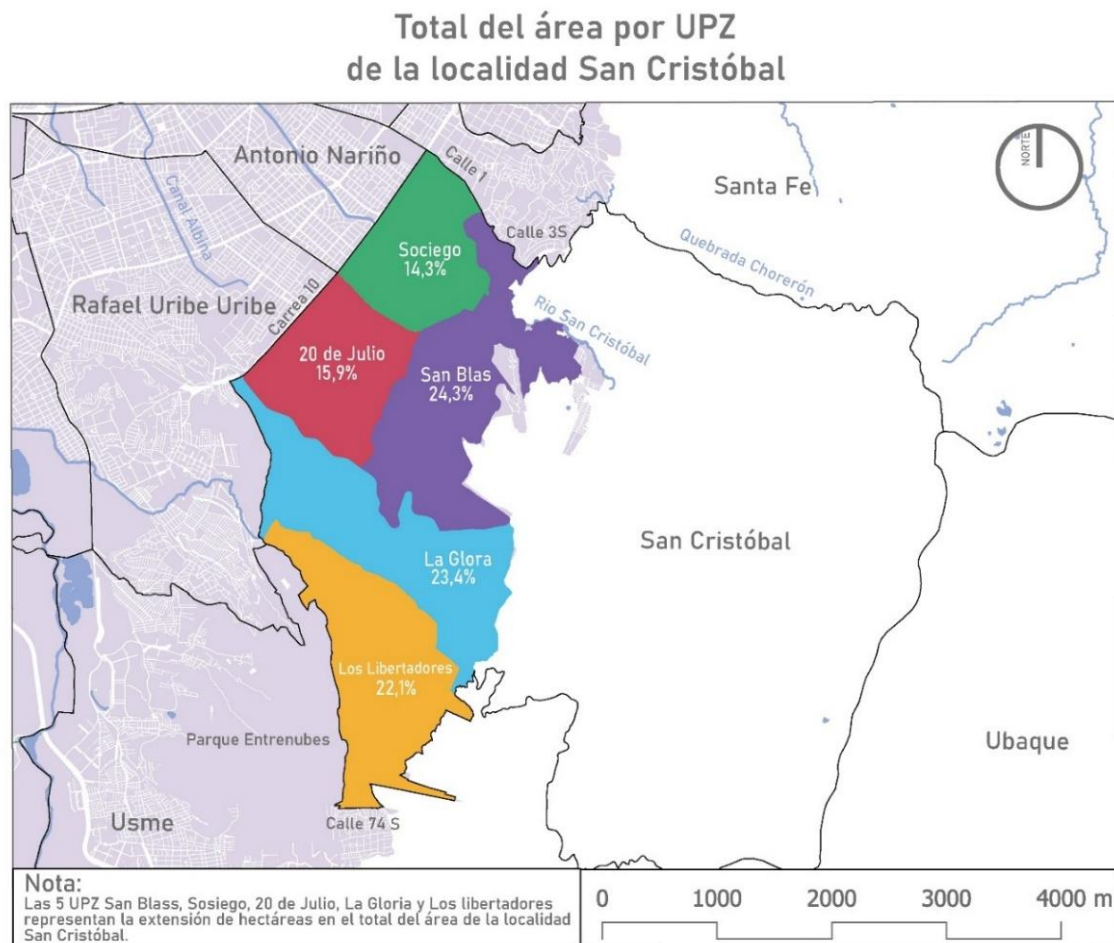 Total del área por UPZ
de la localidad San Cristóbal
NORTE
Antonio Nariño
Calle 1
Santa Fe
Canal Albina
Calle 3S
Sociego
14,3%
Quebrada Chorerón
Rafael Uribe Uribe
Carrea 10
Rio San Cristóbal
20 de Julio
15,9%
San Blas
24,3%
San Cristóbal
La Glora
23,4%
Los Libertadores
22,1%
Parque Entrenubes
Ubaque
Usme
Calle 74 S
Nota:
Las 5 UPZ San Blass, Sosiego, 20 de Julio, La Gloria y Los libertadores
representan la extensión de hectáreas en el total del área de la localidad
San Cristóbal.
0 1000 2000 3000 4000 m